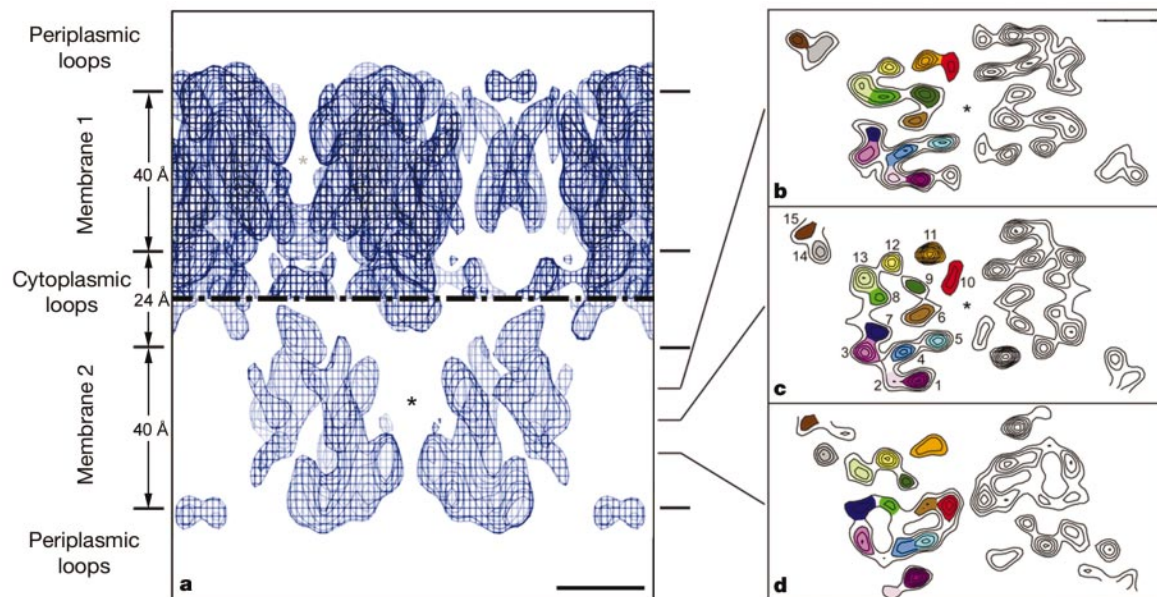 Periplasmic
loops
Membrane 1
40 Å
Cytoplasmic
loops
24 Å
Membrane 2
40 Å
Periplasmic
loops
*
*
a
*
b
15
14
13
12
11
10
9
8
7
6
5
4
3
2
1
*
c
d